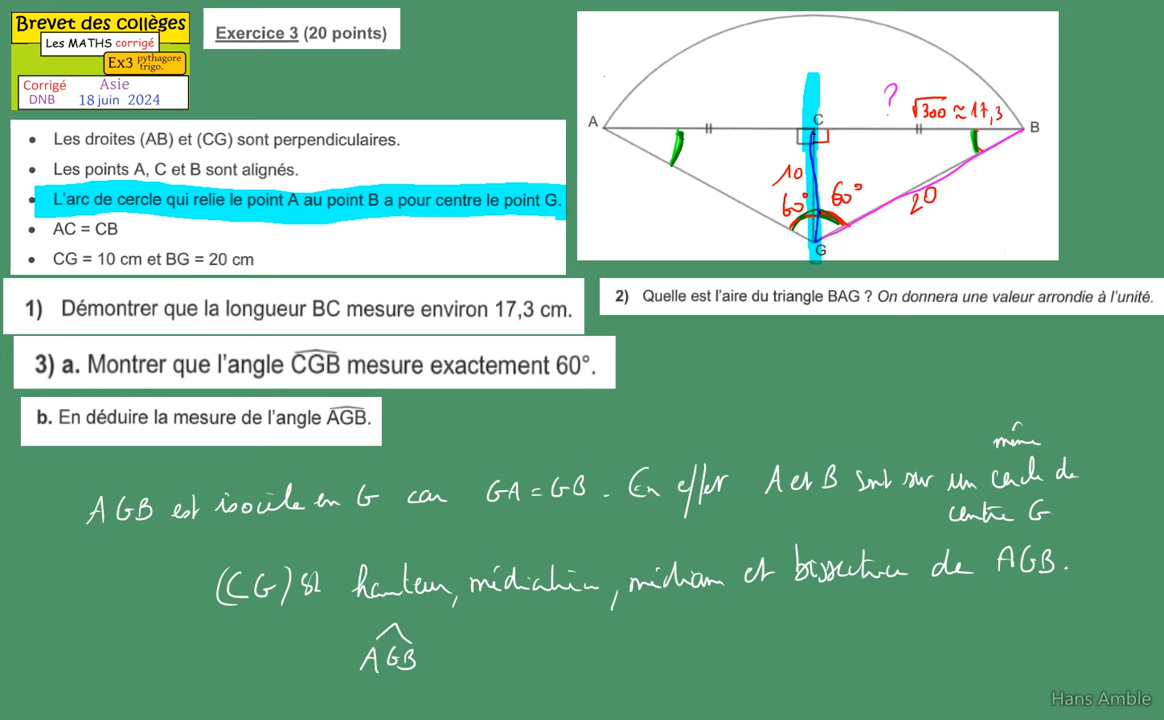 Brevet des collèges
Les MATHS corrigé
Ex3 pythagore trigo.
Corrigé DNB
Asie
18 juin 2024
Exercice 3 (20 points)
• Les droites (AB) et (CG) sont perpendiculaires.
• Les points A, C et B sont alignés.
• L'arc de cercle qui relie le point A au point B a pour centre le point G.
• AC = CB
• CG = 10 cm et BG = 20 cm
A
C
B
G
?
√300 ≈ 17,3
10
60°
60°
20
1) Démontrer que la longueur BC mesure environ 17,3 cm.
2) Quelle est l'aire du triangle BAG ? On donnera une valeur arrondie à l'unité.
3) a. Montrer que l'angle \widehat{CGB} mesure exactement 60°.
b. En déduire la mesure de l'angle \widehat{AGB}.
même
AGB est isocèle en G car GA = GB. En effet A et B sont sur un cercle de
centre G.
(CG) est hauteur, médiatrice, médiane et bissectrice de AGB.
\widehat{AGB}
Hans Amble